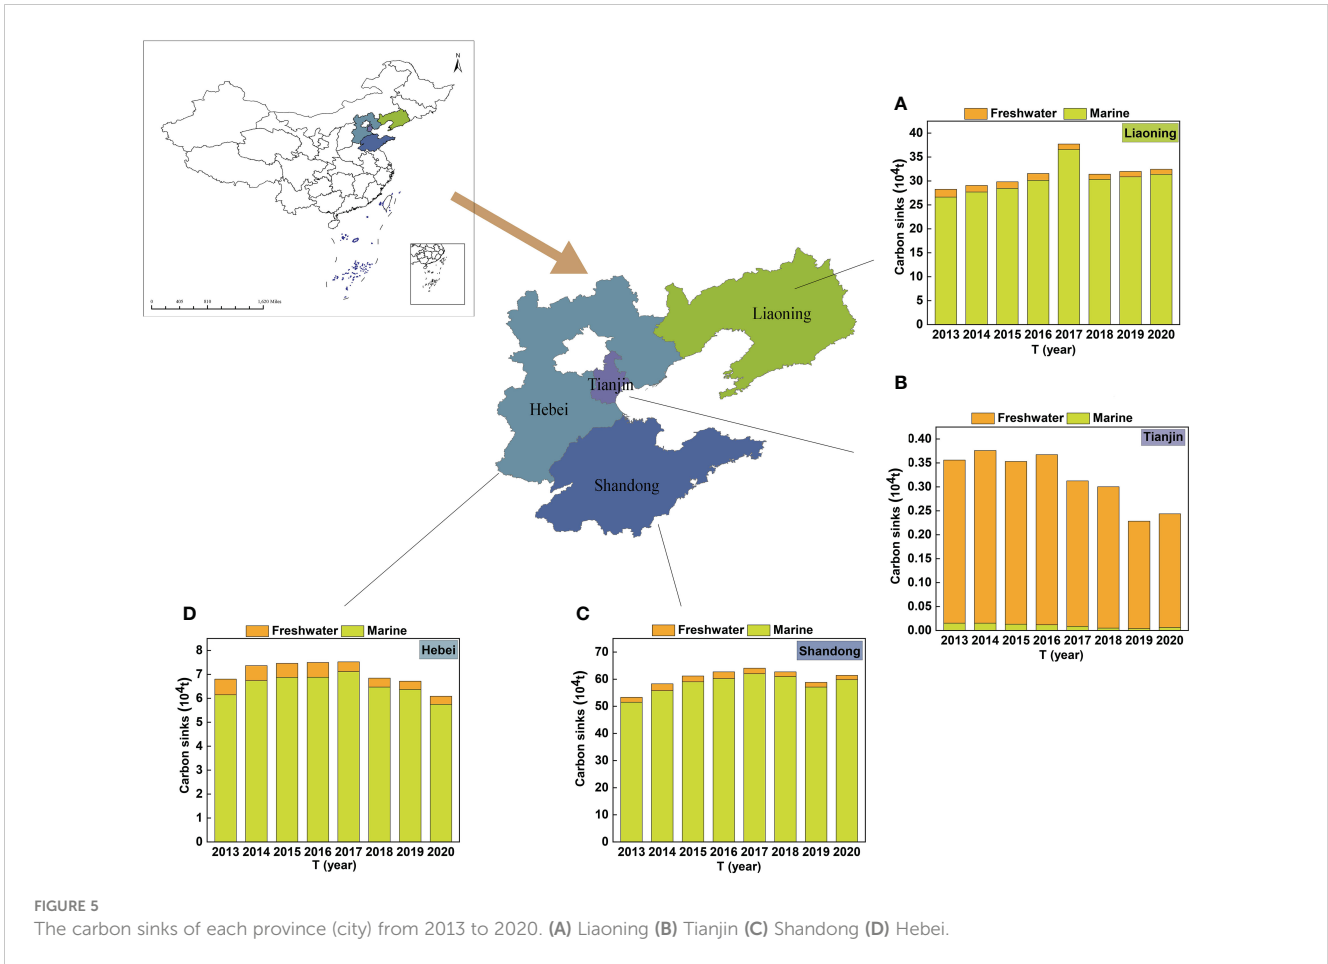 N
0 405 810 1,620 Miles
Liaoning
Tianjin
Hebei
Shandong
A
Freshwater Marine
Liaoning
Carbon sinks (10⁴t)
40
35
30
25
20
15
10
5
0
2013 2014 2015 2016 2017 2018 2019 2020
T (year)
B
Freshwater Marine
Tianjin
Carbon sinks (10⁴t)
0.40
0.35
0.30
0.25
0.20
0.15
0.10
0.05
0.00
2013 2014 2015 2016 2017 2018 2019 2020
T (year)
D
Freshwater Marine
Hebei
Carbon sinks (10⁴t)
8
7
6
5
4
3
2
1
0
2013 2014 2015 2016 2017 2018 2019 2020
T (year)
C
Freshwater Marine
Shandong
Carbon sinks (10⁴t)
70
60
50
40
30
20
10
0
2013 2014 2015 2016 2017 2018 2019 2020
T (year)
FIGURE 5
The carbon sinks of each province (city) from 2013 to 2020. (A) Liaoning (B) Tianjin (C) Shandong (D) Hebei.